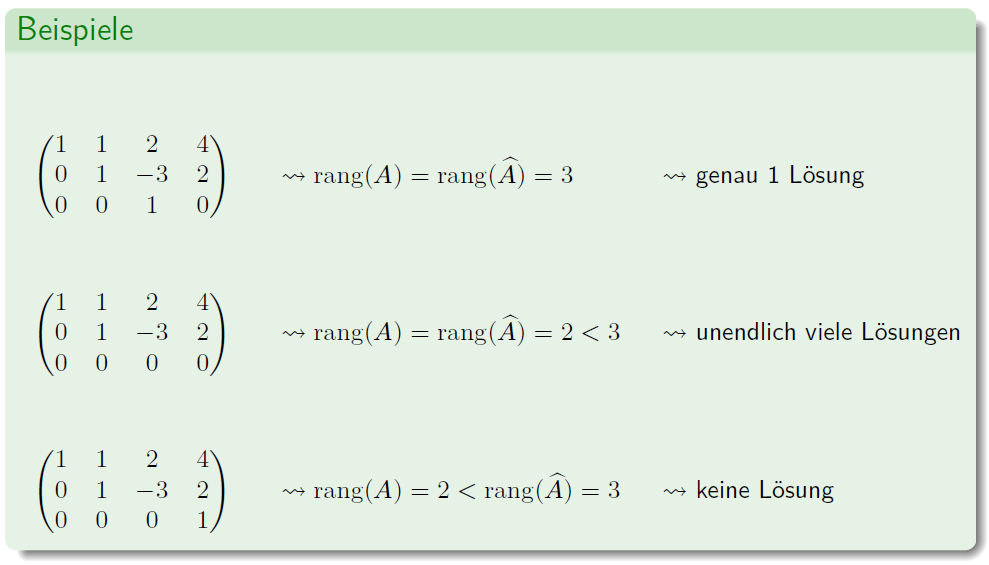 Beispiele
1 1 2 4
0 1 −3 2 ⇝ rang(A) = rang(Â) = 3 ⇝ genau 1 Lösung
0 0 1 0
1 1 2 4
0 1 −3 2 ⇝ rang(A) = rang(Â) = 2 < 3 ⇝ unendlich viele Lösungen
0 0 0 0
1 1 2 4
0 1 −3 2 ⇝ rang(A) = 2 < rang(Â) = 3 ⇝ keine Lösung
0 0 0 1